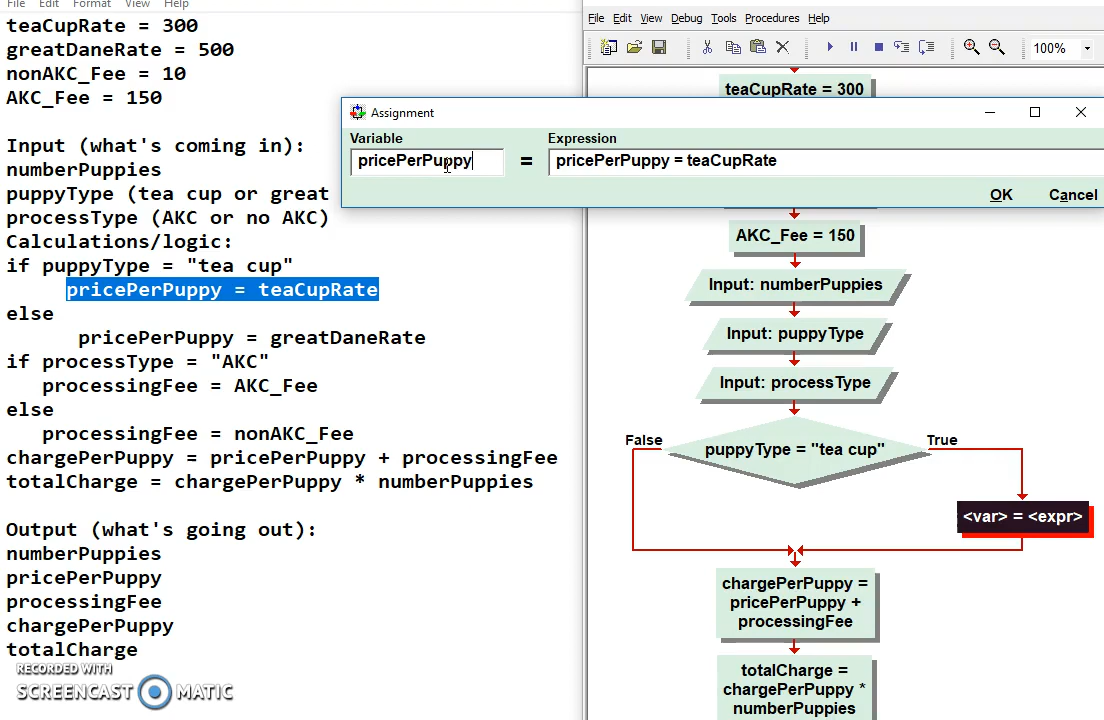 File Edit Format View Help
teaCupRate = 300
greatDaneRate = 500
nonAKC_Fee = 10
AKC_Fee = 150
Input (what's coming in):
numberPuppies
puppyType (tea cup or great
processType (AKC or no AKC)
Calculations/logic:
if puppyType = "tea cup"
pricePerPuppy = teaCupRate
else
pricePerPuppy = greatDaneRate
if processType = "AKC"
processingFee = AKC_Fee
else
processingFee = nonAKC_Fee
chargePerPuppy = pricePerPuppy + processingFee
totalCharge = chargePerPuppy * numberPuppies
Output (what's going out):
numberPuppies
pricePerPuppy
processingFee
chargePerPuppy
totalCharge
RECORDED WITH
SCREENCAST MATIC
File Edit View Debug Tools Procedures Help
100%
teaCupRate = 300
Assignment
Variable Expression
pricePerPuppy = pricePerPuppy = teaCupRate
OK Cancel
AKC_Fee = 150
Input: numberPuppies
Input: puppyType
Input: processType
False True
puppyType = "tea cup"
<var> = <expr>
chargePerPuppy =
pricePerPuppy +
processingFee
totalCharge =
chargePerPuppy *
numberPuppies